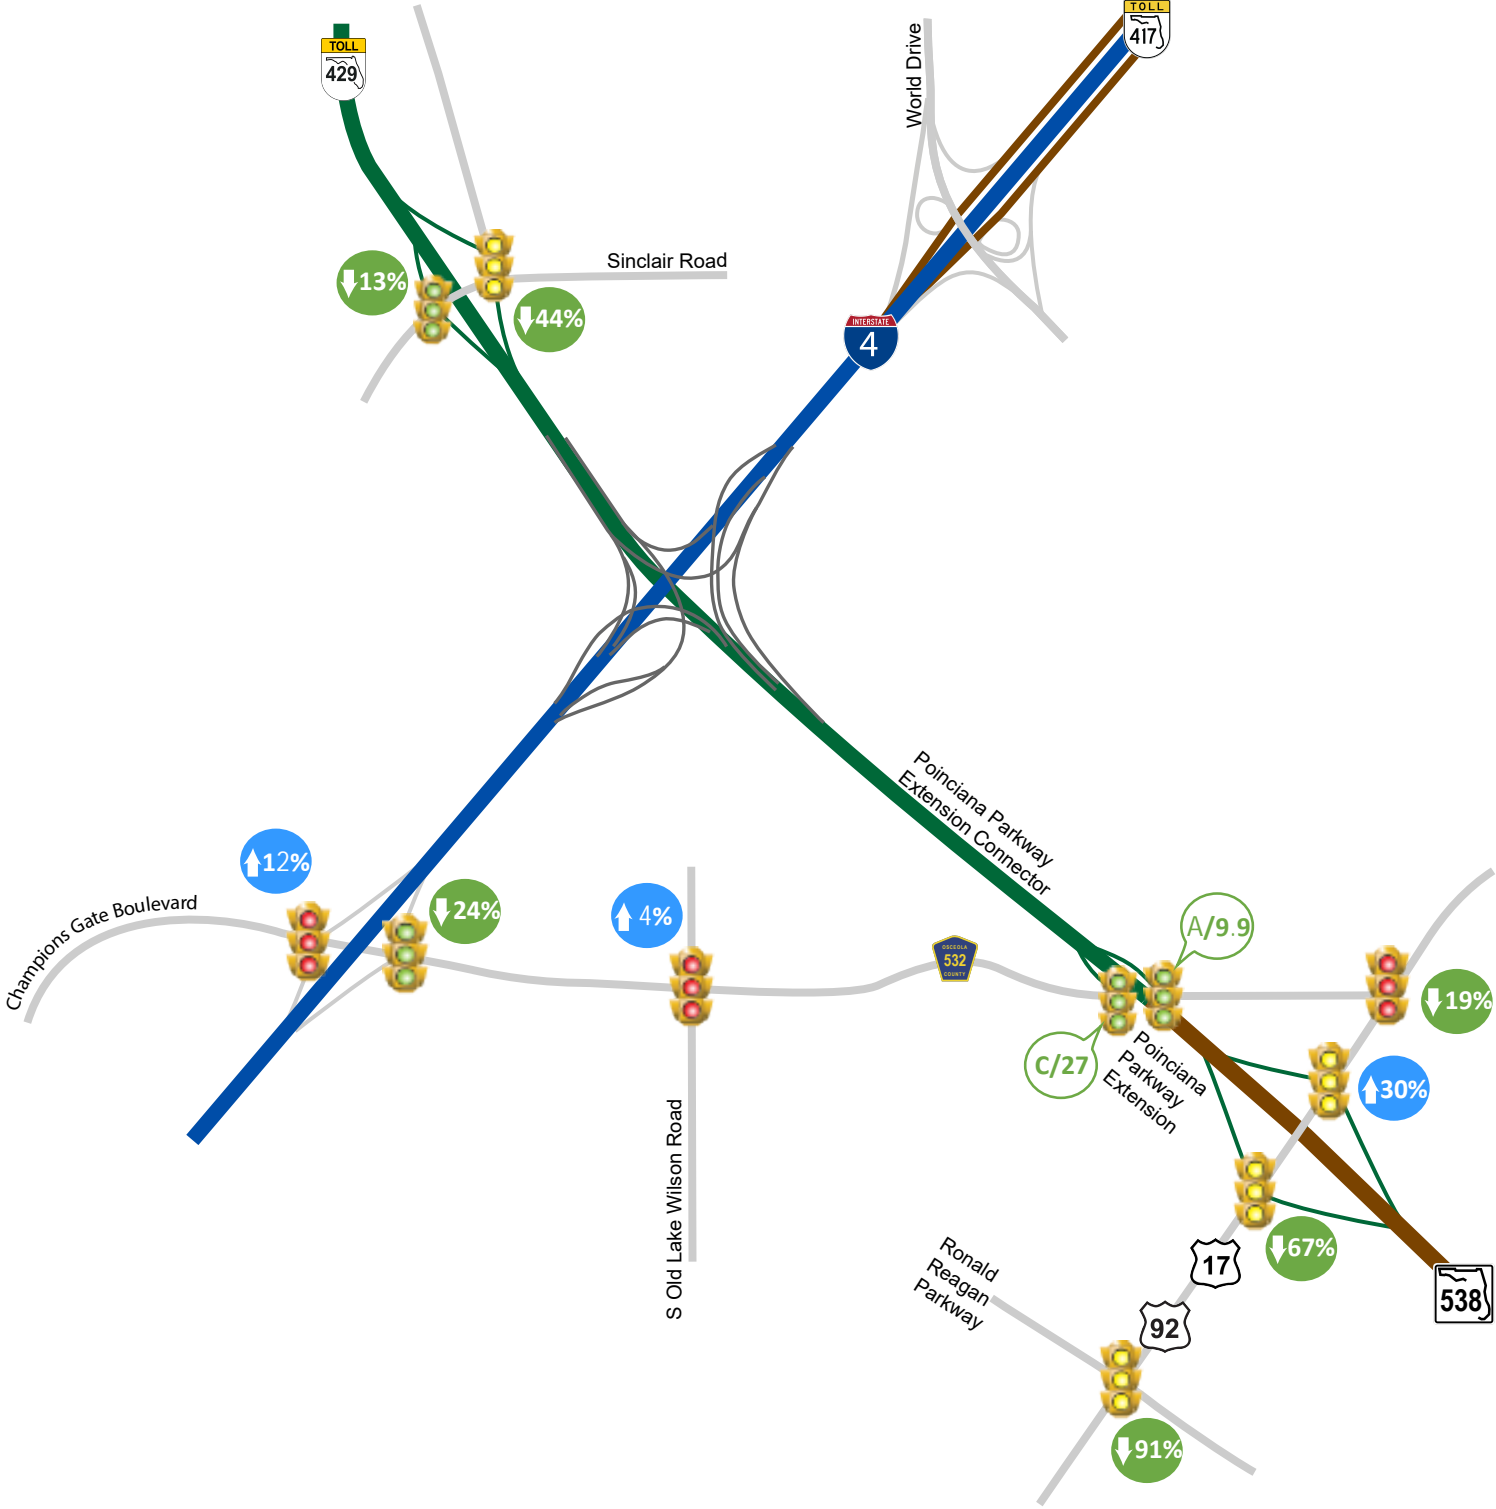 TOLL
417
TOLL
429
World Drive
Sinclair Road
13%
44%
INTERSTATE
4
Poinciana Parkway
Extension Connector
12%
Champions Gate Boulevard
24%
4%
OSCEOLA
532
COUNTY
A/9.9
19%
C/27
Poinciana
Parkway
Extension
30%
S Old Lake Wilson Road
67%
17
Ronald
Reagan
Parkway
92
538
91%